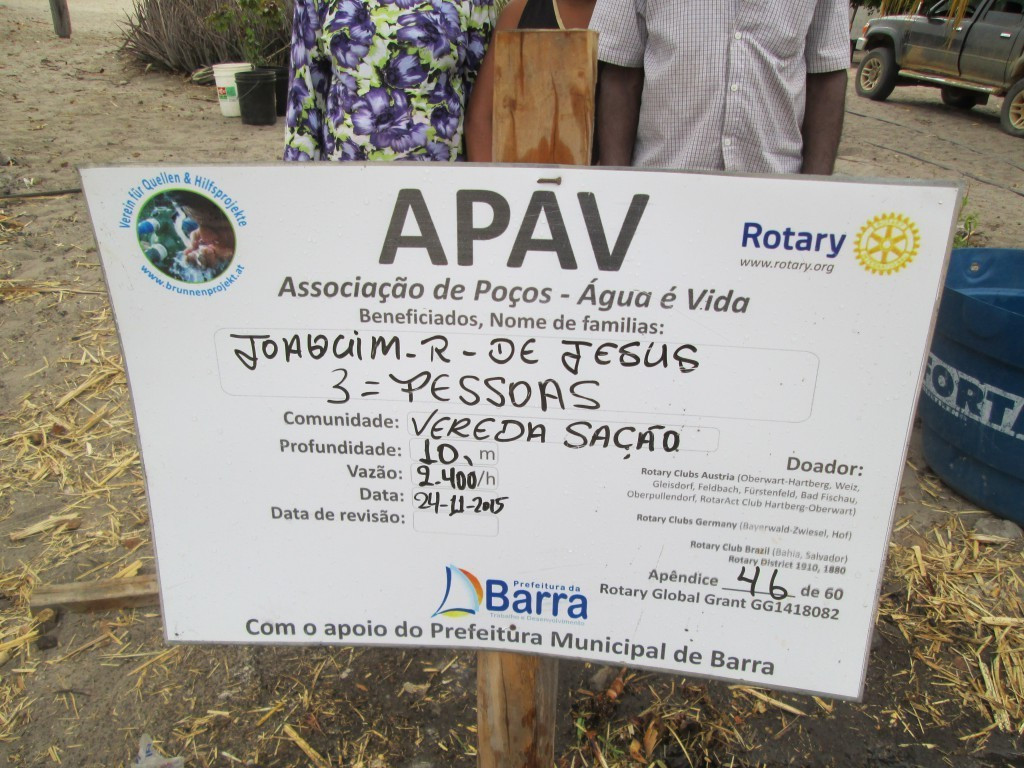 Verein für Quellen & Hilfsprojekte
www.brunnenprojekt.at
APÁV
Rotary
www.rotary.org
Associação de Poços - Água é Vida
Beneficiados, Nome de familias:
JOAQUIM-R-DE JESUS
3=PESSOAS
Comunidade: VEREDA SAÇÃO
Profundidade: 10, m
Vazão: 2.400/h
Data: 24-11-2015
Data de revisão:
Doador:
Rotary Clubs Austria (Oberwart-Hartberg, Weiz,
Gleisdorf, Feldbach, Fürstenfeld, Bad Fischau,
Oberpullendorf, RotarAct Club Hartberg-Oberwart)
Rotary Clubs Germany (Bayerwald-Zwiesel, Hof)
Rotary Club Brazil (Bahia, Salvador)
Rotary District 1910, 1880
Apêndice 46 de 60
Rotary Global Grant GG1418082
Prefeitura da
Barra
Trabalho e Desenvolvimento
Com o apoio do Prefeitura Municipal de Barra
FORTA